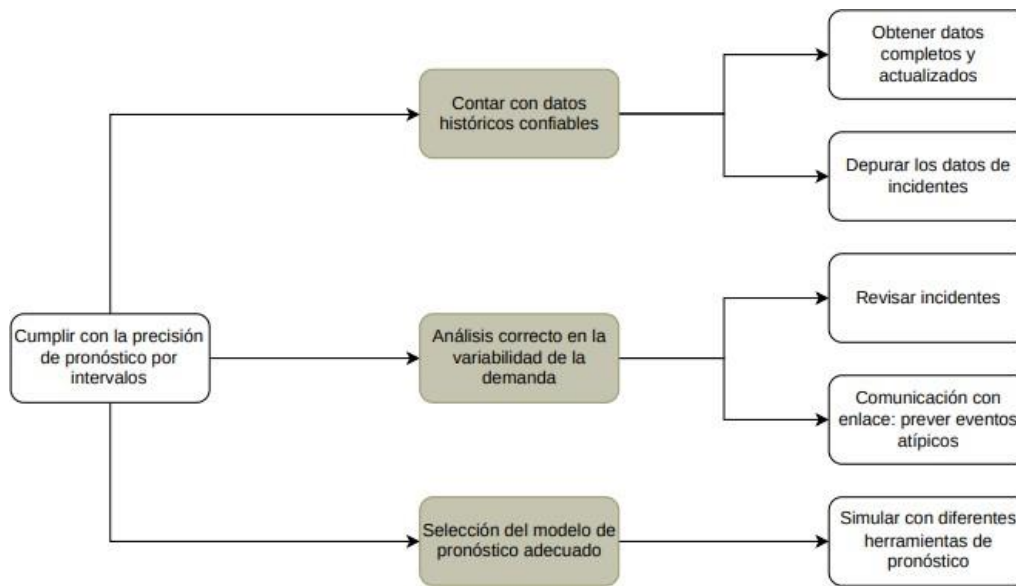 Obtener datos
completos y
actualizados
Contar con datos
históricos confiables
Depurar los datos de
incidentes
Revisar incidentes
Cumplir con la precisión
de pronóstico por
intervalos
Análisis correcto en la
variabilidad de la
demanda
Comunicación con
enlace: prever eventos
atípicos
Selección del modelo de
pronóstico adecuado
Simular con diferentes
herramientas de
pronóstico